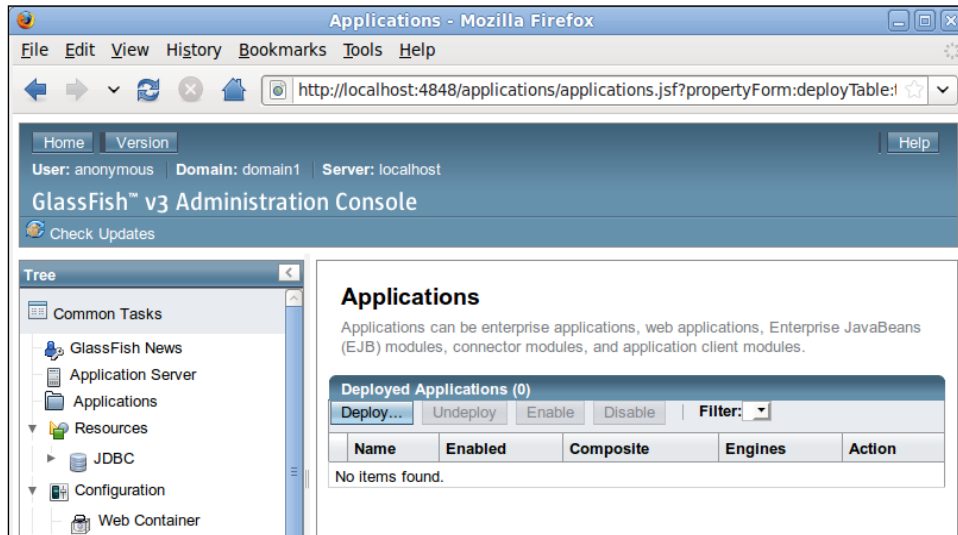 Applications - Mozilla Firefox
File Edit View History Bookmarks Tools Help
http://localhost:4848/applications/applications.jsf?propertyForm:deployTable:t
Home Version Help
User: anonymous Domain: domain1 Server: localhost
GlassFish™ v3 Administration Console
Check Updates
Tree
Common Tasks
GlassFish News
Application Server
Applications
Resources
JDBC
Configuration
Web Container
Applications
Applications can be enterprise applications, web applications, Enterprise JavaBeans
(EJB) modules, connector modules, and application client modules.
Deployed Applications (0)
Deploy... Undeploy Enable Disable Filter:
Name Enabled Composite Engines Action
No items found.